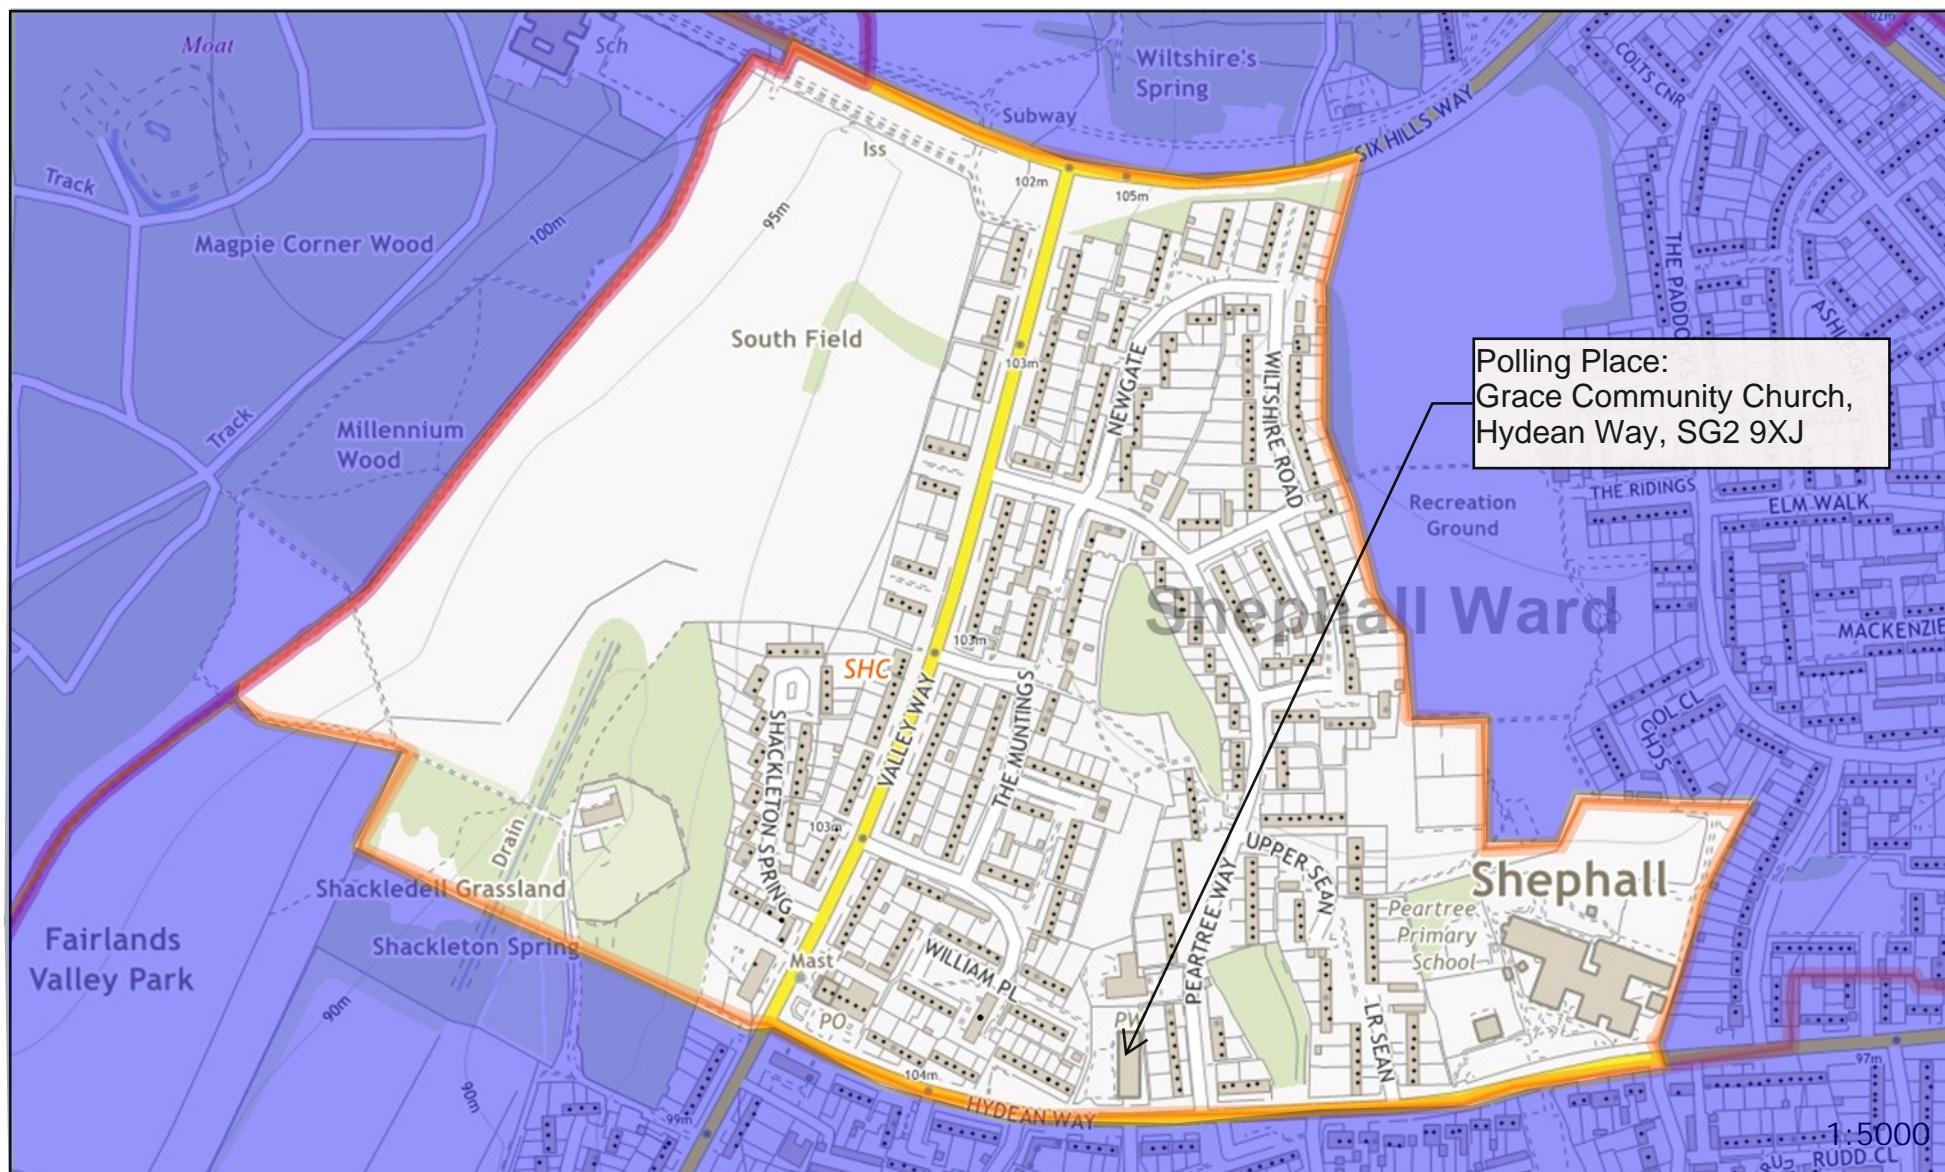 Moat
Sch
Wiltshire's
Spring
COLTS CNR
102m
Subway
SIX HILLS WAY
Iss
Track
102m
105m
95m
100m
Magpie Corner Wood
THE PADDOCKS
ASHLEIGH
South Field
103m
NEWGATE
WILTSHIRE ROAD
Polling Place:
Grace Community Church,
Hydean Way, SG2 9XJ
Track
Millennium
Wood
Recreation
Ground
THE RIDINGS
ELM WALK
Shephall Ward
MACKENZIE
103m
SHC
VALLEY WAY
THE MUNTINGS
SHACKLETON SPRING
SCHOOL CL
103m
Drain
UPPER SEAN
PEARTREE WAY
Shephall
Shackledell Grassland
Peartree
Primary
School
Fairlands
Valley Park
Shackleton Spring
Mast
WILLIAM PL
PO
PW
LR SEAN
90m
90m
104m
HYDEAN WAY
99m
97m
1:5000
RUDD CL